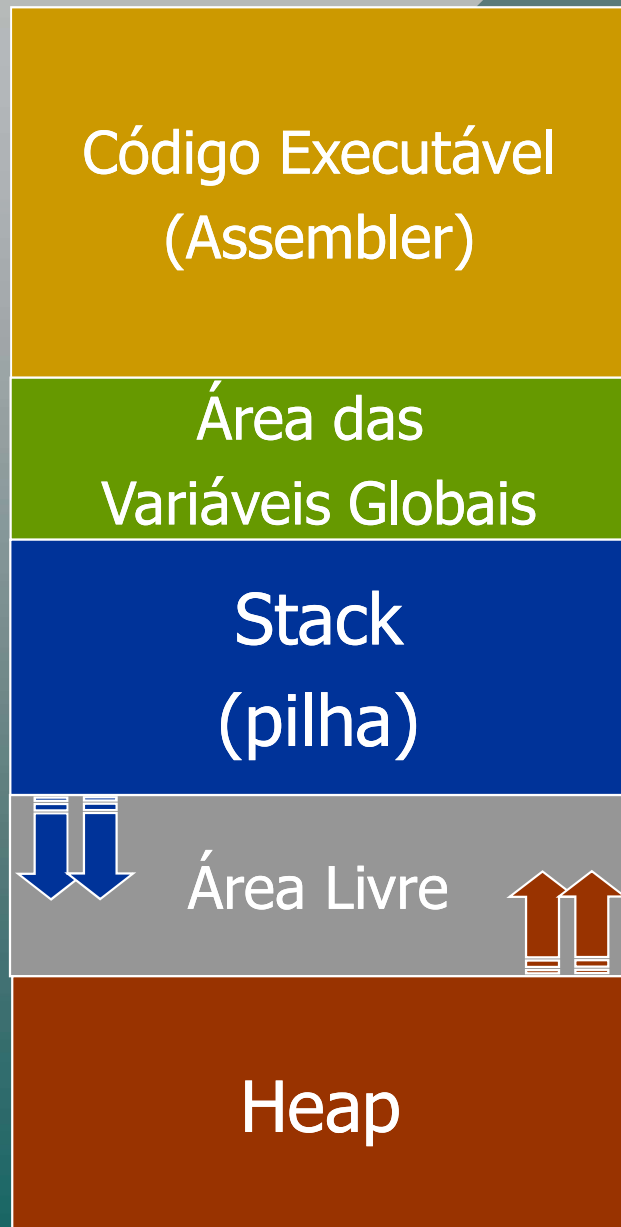 Código Executável
(Assembler)
Área das
Variáveis Globais
Stack
(pilha)
Área Livre
Heap